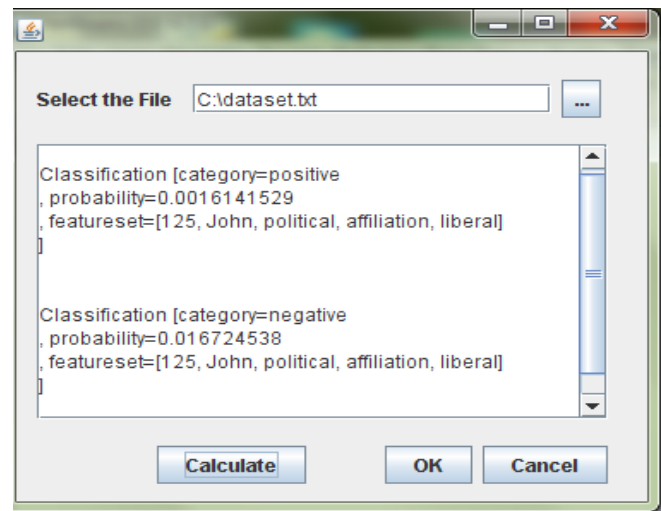 Select the File C:\dataset.txt ...
Classification [category=positive
, probability=0.0016141529
, featureset=[125, John, political, affiliation, liberal]
]
Classification [category=negative
, probability=0.016724538
, featureset=[125, John, political, affiliation, liberal]
]
Calculate OK Cancel